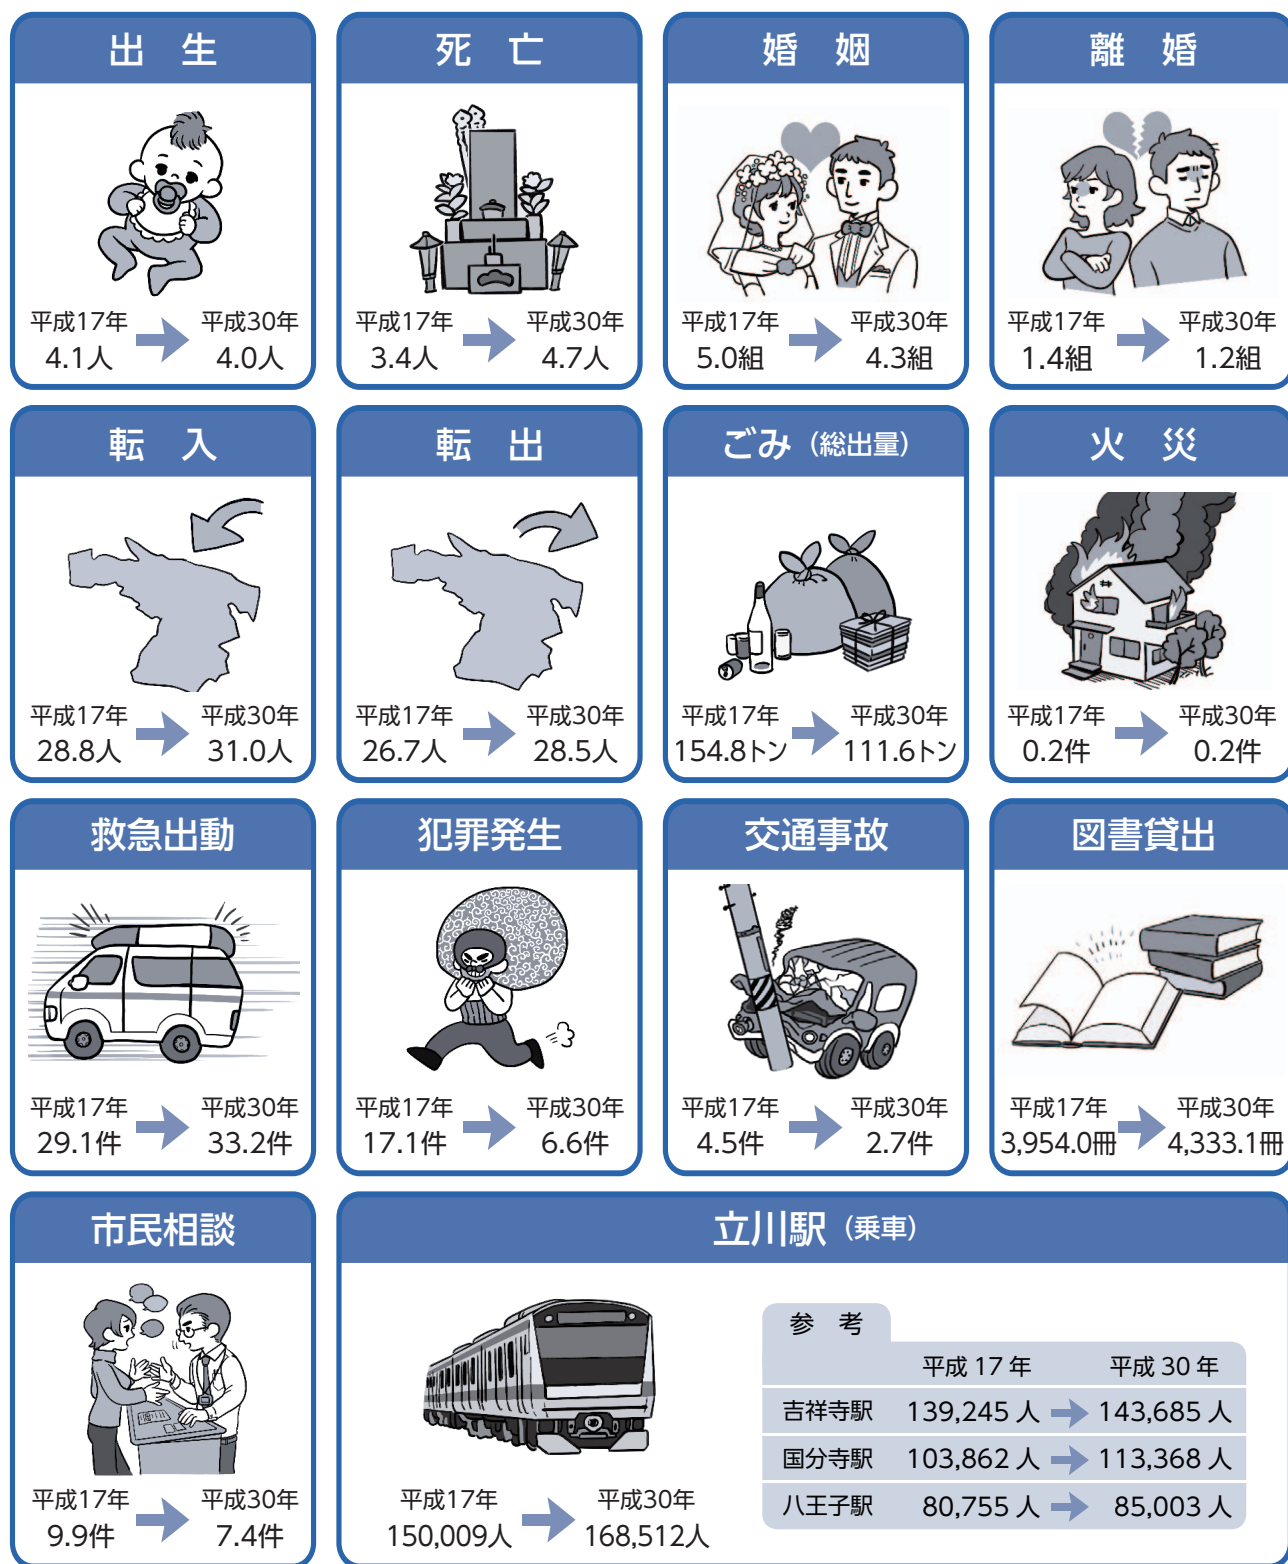 出 生
平成17年 平成30年
4.1人 4.0人
死 亡
平成17年 平成30年
3.4人 4.7人
婚 姻
平成17年 平成30年
5.0組 4.3組
離 婚
平成17年 平成30年
1.4組 1.2組
転 入
平成17年 平成30年
28.8人 31.0人
転 出
平成17年 平成30年
26.7人 28.5人
ごみ（総出量）
平成17年 平成30年
154.8トン 111.6トン
火 災
平成17年 平成30年
0.2件 0.2件
救急出動
平成17年 平成30年
29.1件 33.2件
犯罪発生
平成17年 平成30年
17.1件 6.6件
交通事故
平成17年 平成30年
4.5件 2.7件
図書貸出
平成17年 平成30年
3,954.0冊 4,333.1冊
市民相談
平成17年 平成30年
9.9件 7.4件
立川駅（乗車）
平成17年 平成30年
150,009人 168,512人
参 考
平成 17 年 平成 30 年
吉祥寺駅 139,245 人 143,685 人
国分寺駅 103,862 人 113,368 人
八王子駅 80,755 人 85,003 人